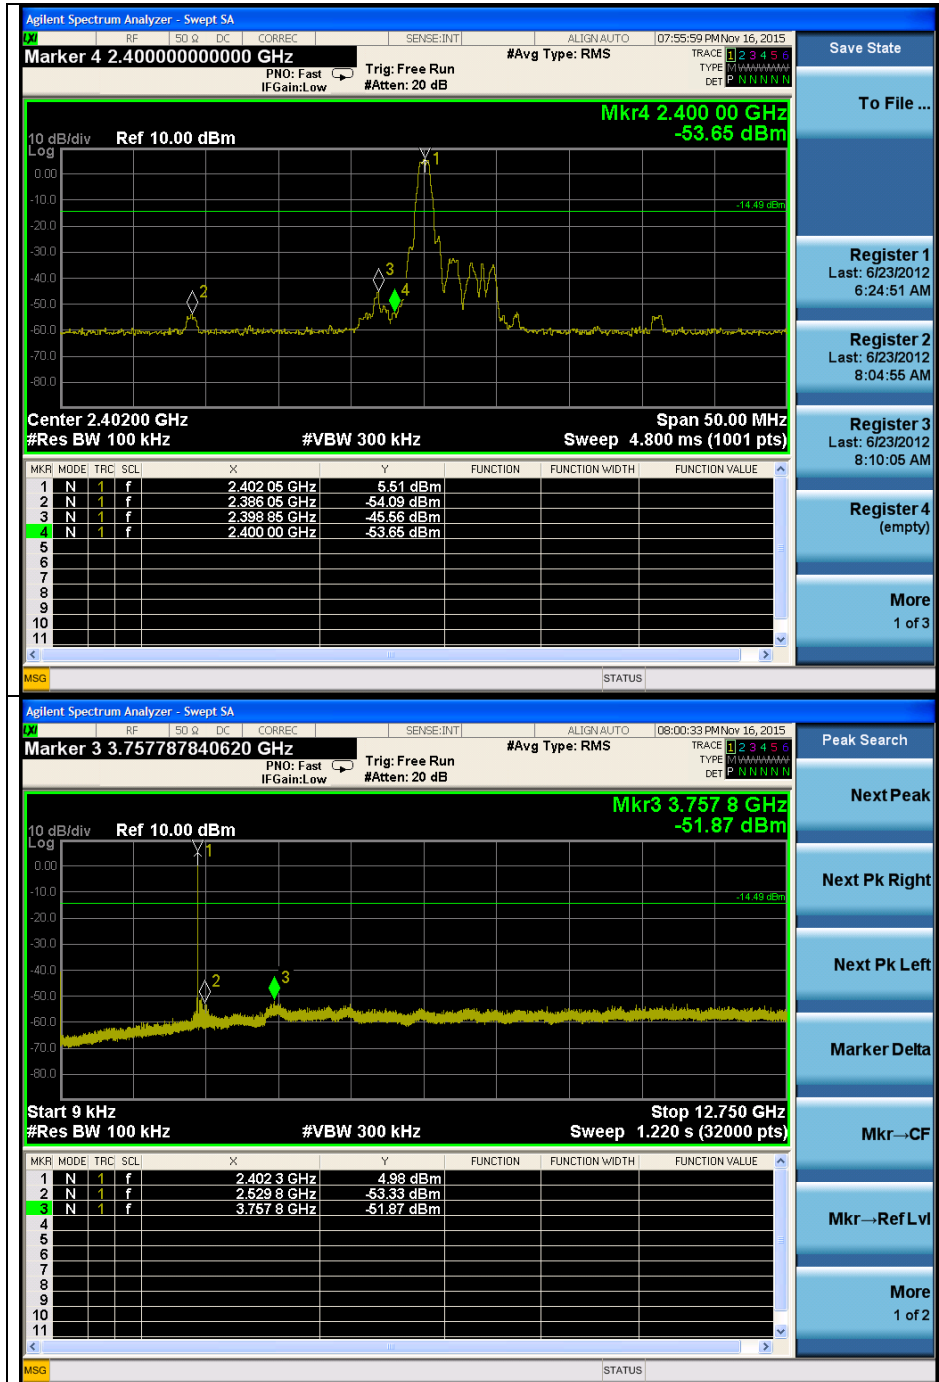 Agilent Spectrum Analyzer - Swept SA
LXI RF 50 Ω DC CORREC SENSE:INT ALIGN AUTO 07:55:59 PM Nov 16, 2015
Marker 4 2.400000000000 GHz #Avg Type: RMS TRACE 1 2 3 4 5 6
PNO: Fast Trig: Free Run TYPE M WWWWW
IFGain:Low #Atten: 20 dB DET P N N N N N
Mkr4 2.400 00 GHz
10 dB/div Ref 10.00 dBm -53.65 dBm
Log
1
0.00
-10.0
-14.49 dBm
-20.0
-30.0
3
-40.0
2 4
-50.0
-60.0
-70.0
-80.0
Center 2.40200 GHz Span 50.00 MHz
#Res BW 100 kHz #VBW 300 kHz Sweep 4.800 ms (1001 pts)
MKR MODE TRC SCL X Y FUNCTION FUNCTION WIDTH FUNCTION VALUE
1 N 1 f 2.402 05 GHz 5.51 dBm
2 N 1 f 2.386 05 GHz -54.09 dBm
3 N 1 f 2.398 85 GHz -45.56 dBm
4 N 1 f 2.400 00 GHz -53.65 dBm
5
6
7
8
9
10
11
MSG STATUS
Save State
To File ...
Register 1
Last: 6/23/2012
6:24:51 AM
Register 2
Last: 6/23/2012
8:04:55 AM
Register 3
Last: 6/23/2012
8:10:05 AM
Register 4
(empty)
More
1 of 3
Agilent Spectrum Analyzer - Swept SA
LXI RF 50 Ω DC CORREC SENSE:INT ALIGN AUTO 08:00:33 PM Nov 16, 2015
Marker 3 3.757787840620 GHz #Avg Type: RMS TRACE 1 2 3 4 5 6
PNO: Fast Trig: Free Run TYPE M WWWWW
IFGain:Low #Atten: 20 dB DET P N N N N N
Mkr3 3.757 8 GHz
10 dB/div Ref 10.00 dBm -51.87 dBm
Log
1
0.00
-10.0
-14.49 dBm
-20.0
-30.0
-40.0
2 3
-50.0
-60.0
-70.0
-80.0
Start 9 kHz Stop 12.750 GHz
#Res BW 100 kHz #VBW 300 kHz Sweep 1.220 s (32000 pts)
MKR MODE TRC SCL X Y FUNCTION FUNCTION WIDTH FUNCTION VALUE
1 N 1 f 2.402 3 GHz 4.98 dBm
2 N 1 f 2.529 8 GHz -53.33 dBm
3 N 1 f 3.757 8 GHz -51.87 dBm
4
5
6
7
8
9
10
11
MSG STATUS
Peak Search
Next Peak
Next Pk Right
Next Pk Left
Marker Delta
Mkr→CF
Mkr→Ref Lvl
More
1 of 2